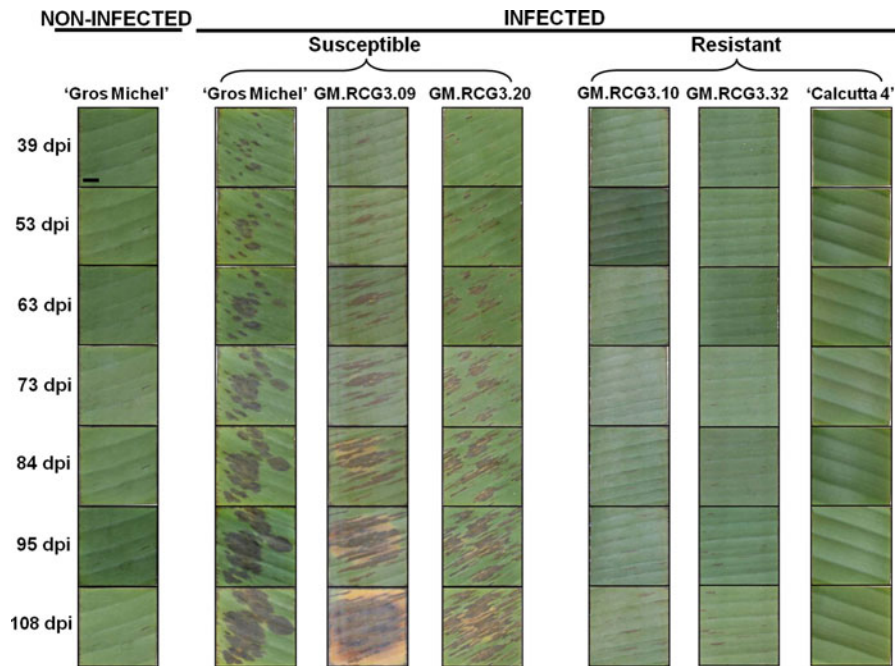 NON-INFECTED
INFECTED
Susceptible
Resistant
‘Gros Michel’
‘Gros Michel’ GM.RCG3.09 GM.RCG3.20
GM.RCG3.10 GM.RCG3.32 ‘Calcutta 4’
39 dpi
53 dpi
63 dpi
73 dpi
84 dpi
95 dpi
108 dpi